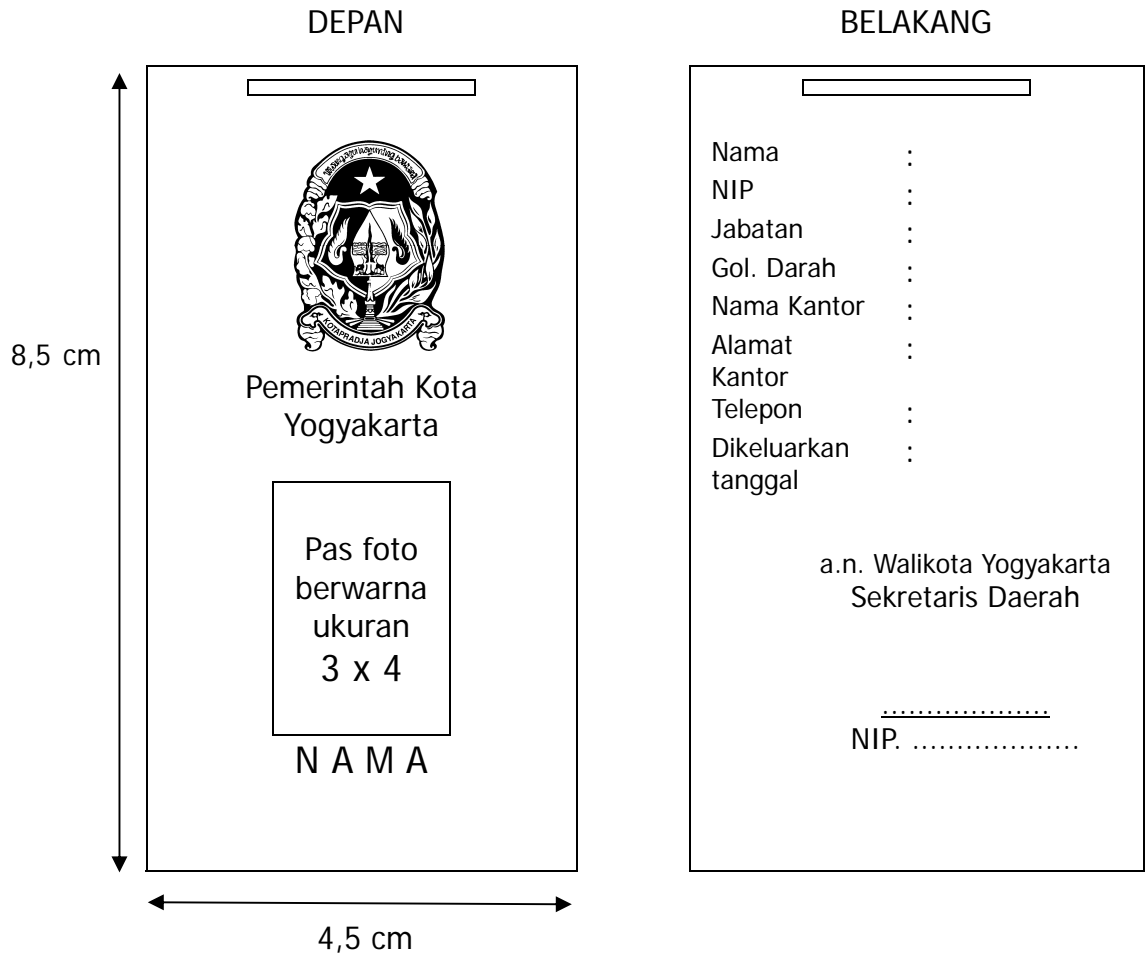 DEPAN
8,5 cm
KOTAPRADJA JOGYAKARTA
Pemerintah Kota
Yogyakarta
Pas foto
berwarna
ukuran
3 x 4
N A M A
4,5 cm
BELAKANG
Nama :
NIP :
Jabatan :
Gol. Darah :
Nama Kantor :
Alamat :
Kantor
Telepon :
Dikeluarkan :
tanggal
a.n. Walikota Yogyakarta
Sekretaris Daerah
...................
NIP. ...................